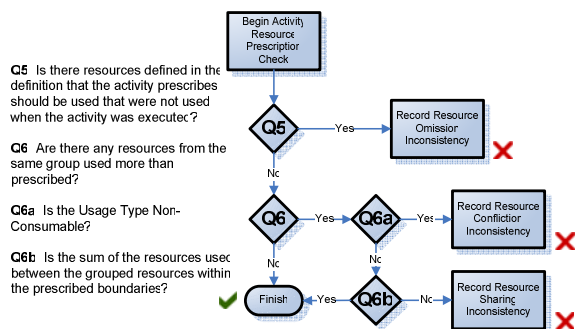 Begin Activity
Resource
Prescription
Check
Q5 Is there resources defined in the
definition that the activity prescribes
should be used that were not used
when the activity was executed?
Q5
Yes
Record Resource
Omission
Inconsistency
No
Q6 Are there any resources from the
same group used more than
prescribed?
Q6a Is the Usage Type Non-
Consumable?
Q6
Yes
Q6a
Yes
Record Resource
Confliction
Inconsistency
No
No
Q6b Is the sum of the resources used
between the grouped resources within
the prescribed boundaries?
Finish
Yes
Q6b
No
Record Resource
Sharing
Inconsistency